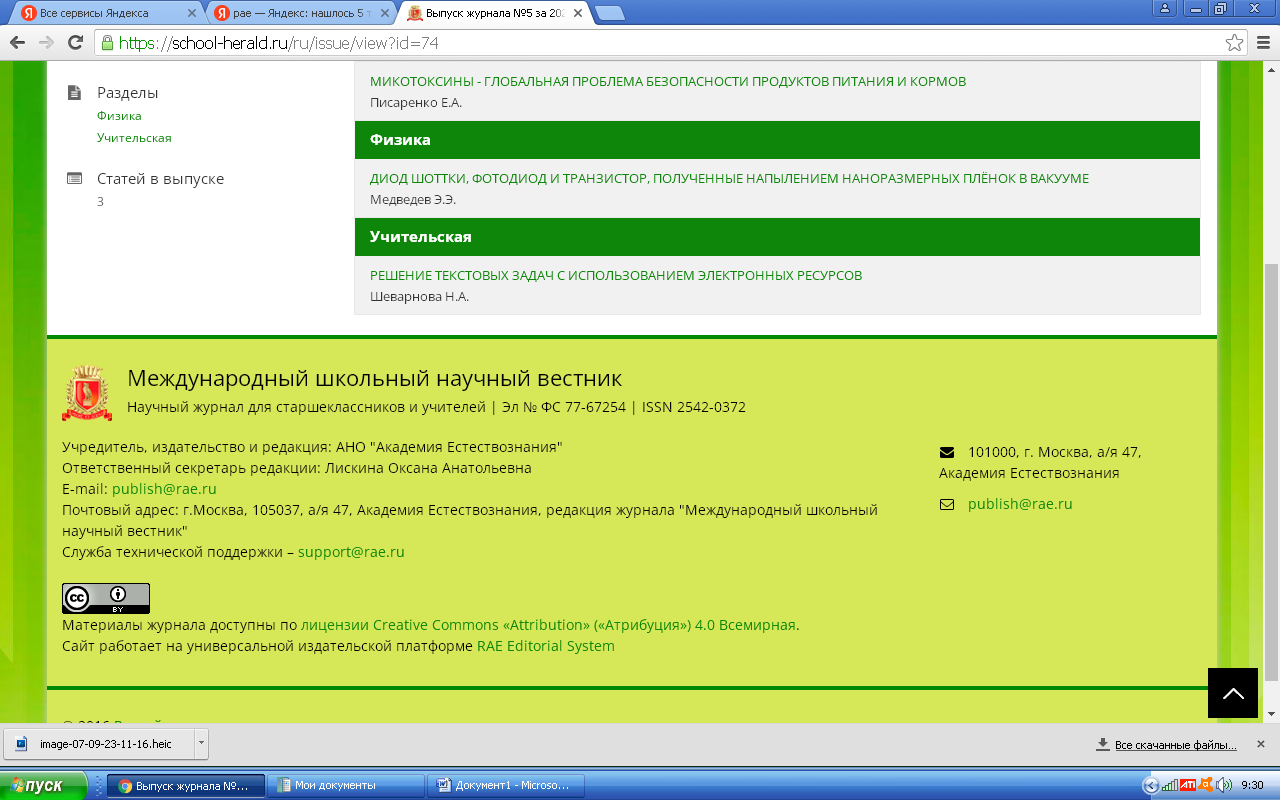 Все сервисы Яндекса
рае — Яндекс: нашлось 5 т
Выпуск журнала №5 за 202
https://school-herald.ru/ru/issue/view?id=74
Разделы
Физика
Учительская
Статей в выпуске
3
МИКОТОКСИНЫ - ГЛОБАЛЬНАЯ ПРОБЛЕМА БЕЗОПАСНОСТИ ПРОДУКТОВ ПИТАНИЯ И КОРМОВ
Писаренко Е.А.
Физика
ДИОД ШОТТКИ, ФОТОДИОД И ТРАНЗИСТОР, ПОЛУЧЕННЫЕ НАПЫЛЕНИЕМ НАНОРАЗМЕРНЫХ ПЛЁНОК В ВАКУУМЕ
Медведев Э.Э.
Учительская
РЕШЕНИЕ ТЕКСТОВЫХ ЗАДАЧ С ИСПОЛЬЗОВАНИЕМ ЭЛЕКТРОННЫХ РЕСУРСОВ
Шеварнова Н.А.
Международный школьный научный вестник
Научный журнал для старшеклассников и учителей | Эл № ФС 77-67254 | ISSN 2542-0372
Учредитель, издательство и редакция: АНО "Академия Естествознания"
Ответственный секретарь редакции: Лискина Оксана Анатольевна
E-mail: publish@rae.ru
Почтовый адрес: г.Москва, 105037, а/я 47, Академия Естествознания, редакция журнала "Международный школьный
научный вестник"
Служба технической поддержки – support@rae.ru
101000, г. Москва, а/я 47,
Академия Естествознания
publish@rae.ru
cc BY
Материалы журнала доступны по лицензии Creative Commons «Attribution» («Атрибуция») 4.0 Всемирная.
Сайт работает на универсальной издательской платформе RAE Editorial System
© 2016
image-07-09-23-11-16.heic
Все скачанные файлы...
пуск
Выпуск журнала №...
Мои документы
Документ1 - Microso...
ATI
9:30